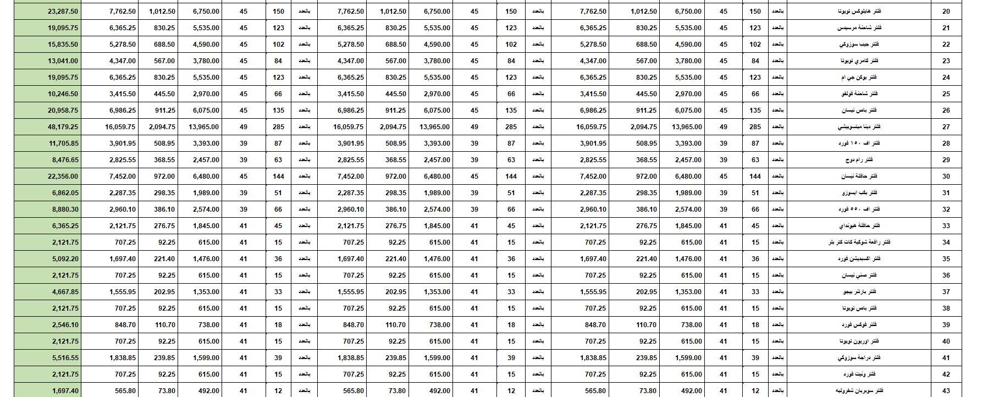 20 فلتر هايلوكس تويوتا بالعدد 150 45 6,750.00 1,012.50 7,762.50 بالعدد 150 45 6,750.00 1,012.50 7,762.50 بالعدد 150 45 6,750.00 1,012.50 7,762.50 23,287.50
21 فلتر شاحنة مرسيدس بالعدد 123 45 5,535.00 830.25 6,365.25 بالعدد 123 45 5,535.00 830.25 6,365.25 بالعدد 123 45 5,535.00 830.25 6,365.25 19,095.75
22 فلتر جيب سوزوكي بالعدد 102 45 4,590.00 688.50 5,278.50 بالعدد 102 45 4,590.00 688.50 5,278.50 بالعدد 102 45 4,590.00 688.50 5,278.50 15,835.50
23 فلتر كامري تويوتا بالعدد 84 45 3,780.00 567.00 4,347.00 بالعدد 84 45 3,780.00 567.00 4,347.00 بالعدد 84 45 3,780.00 567.00 4,347.00 13,041.00
24 فلتر يوكن جي ام بالعدد 123 45 5,535.00 830.25 6,365.25 بالعدد 123 45 5,535.00 830.25 6,365.25 بالعدد 123 45 5,535.00 830.25 6,365.25 19,095.75
25 فلتر شاحنة فولفو بالعدد 66 45 2,970.00 445.50 3,415.50 بالعدد 66 45 2,970.00 445.50 3,415.50 بالعدد 66 45 2,970.00 445.50 3,415.50 10,246.50
26 فلتر باص نيسان بالعدد 135 45 6,075.00 911.25 6,986.25 بالعدد 135 45 6,075.00 911.25 6,986.25 بالعدد 135 45 6,075.00 911.25 6,986.25 20,958.75
27 فلتر دينا ميتسوبيشي بالعدد 285 49 13,965.00 2,094.75 16,059.75 بالعدد 285 49 13,965.00 2,094.75 16,059.75 بالعدد 285 49 13,965.00 2,094.75 16,059.75 48,179.25
28 فلتر اف ١٥٠ فورد بالعدد 87 39 3,393.00 508.95 3,901.95 بالعدد 87 39 3,393.00 508.95 3,901.95 بالعدد 87 39 3,393.00 508.95 3,901.95 11,705.85
29 فلتر رام دوج بالعدد 63 39 2,457.00 368.55 2,825.55 بالعدد 63 39 2,457.00 368.55 2,825.55 بالعدد 63 39 2,457.00 368.55 2,825.55 8,476.65
30 فلتر حافلة نيسان بالعدد 144 45 6,480.00 972.00 7,452.00 بالعدد 144 45 6,480.00 972.00 7,452.00 بالعدد 144 45 6,480.00 972.00 7,452.00 22,356.00
31 فلتر بكب ايسوزو بالعدد 51 39 1,989.00 298.35 2,287.35 بالعدد 51 39 1,989.00 298.35 2,287.35 بالعدد 51 39 1,989.00 298.35 2,287.35 6,862.05
32 فلتر اف ٥٥٠ فورد بالعدد 66 39 2,574.00 386.10 2,960.10 بالعدد 66 39 2,574.00 386.10 2,960.10 بالعدد 66 39 2,574.00 386.10 2,960.10 8,880.30
33 فلتر حافلة هيونداي بالعدد 45 41 1,845.00 276.75 2,121.75 بالعدد 45 41 1,845.00 276.75 2,121.75 بالعدد 45 41 1,845.00 276.75 2,121.75 6,365.25
34 فلتر رافعة شوكية كات كتر بلر بالعدد 15 41 615.00 92.25 707.25 بالعدد 15 41 615.00 92.25 707.25 بالعدد 15 41 615.00 92.25 707.25 2,121.75
35 فلتر اكسبديشن فورد بالعدد 36 41 1,476.00 221.40 1,697.40 بالعدد 36 41 1,476.00 221.40 1,697.40 بالعدد 36 41 1,476.00 221.40 1,697.40 5,092.20
36 فلتر صني نيسان بالعدد 15 41 615.00 92.25 707.25 بالعدد 15 41 615.00 92.25 707.25 بالعدد 15 41 615.00 92.25 707.25 2,121.75
37 فلتر بارتنر بيجو بالعدد 33 41 1,353.00 202.95 1,555.95 بالعدد 33 41 1,353.00 202.95 1,555.95 بالعدد 33 41 1,353.00 202.95 1,555.95 4,667.85
38 فلتر باص تويوتا بالعدد 15 41 615.00 92.25 707.25 بالعدد 15 41 615.00 92.25 707.25 بالعدد 15 41 615.00 92.25 707.25 2,121.75
39 فلتر فوكس فورد بالعدد 18 41 738.00 110.70 848.70 بالعدد 18 41 738.00 110.70 848.70 بالعدد 18 41 738.00 110.70 848.70 2,546.10
40 فلتر اوريون تويوتا بالعدد 15 41 615.00 92.25 707.25 بالعدد 15 41 615.00 92.25 707.25 بالعدد 15 41 615.00 92.25 707.25 2,121.75
41 فلتر دراجة سوزوكي بالعدد 39 41 1,599.00 239.85 1,838.85 بالعدد 39 41 1,599.00 239.85 1,838.85 بالعدد 39 41 1,599.00 239.85 1,838.85 5,516.55
42 فلتر ونيت فورد بالعدد 15 41 615.00 92.25 707.25 بالعدد 15 41 615.00 92.25 707.25 بالعدد 15 41 615.00 92.25 707.25 2,121.75
43 فلتر سوبربان شفروليه بالعدد 12 41 492.00 73.80 565.80 بالعدد 12 41 492.00 73.80 565.80 بالعدد 12 41 492.00 73.80 565.80 1,697.40